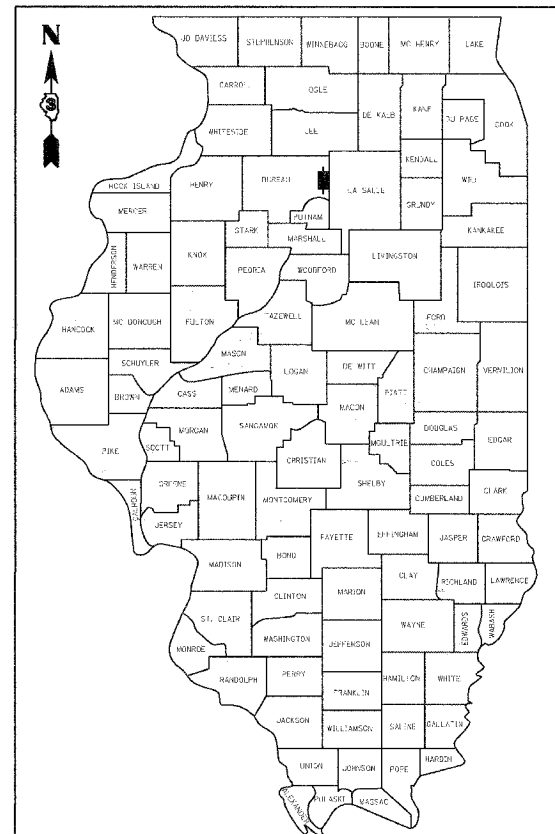 N
3
JO DAVIESS
STEPHENSON
WINNEBAGO
BOONE
MC HENRY
LAKE
CARROLL
OGLE
DE KALB
KANE
DU PAGE
COOK
WHITESIDE
LEE
KENDALL
WILL
ROCK ISLAND
HENRY
BUREAU
LA SALLE
GRUNDY
MERCER
PUTNAM
KANKAKEE
STARK
MARSHALL
HENDERSON
WARREN
KNOX
PEORIA
WOODFORD
LIVINGSTON
IROQUOIS
HANCOCK
MC DONOUGH
FULTON
TAZEWELL
MC LEAN
FORD
MASON
SCHUYLER
LOGAN
DE WITT
CHAMPAIGN
VERMILION
ADAMS
BROWN
CASS
MENARD
MACON
PIATT
SANGAMON
DOUGLAS
EDGAR
PIKE
SCOTT
MORGAN
CHRISTIAN
MOULTRIE
COLES
SHELBY
GREENE
MACOUPIN
MONTGOMERY
CUMBERLAND
CLARK
CALHOUN
JERSEY
FAYETTE
EFFINGHAM
JASPER
CRAWFORD
MADISON
BOND
CLAY
RICHLAND
LAWRENCE
CLINTON
MARION
ST. CLAIR
WAYNE
EDWARDS
WABASH
MONROE
WASHINGTON
JEFFERSON
RANDOLPH
PERRY
HAMILTON
WHITE
FRANKLIN
JACKSON
WILLIAMSON
SALINE
GALLATIN
UNION
JOHNSON
POPE
HARDIN
ALEXANDER
PULASKI
MASSAC